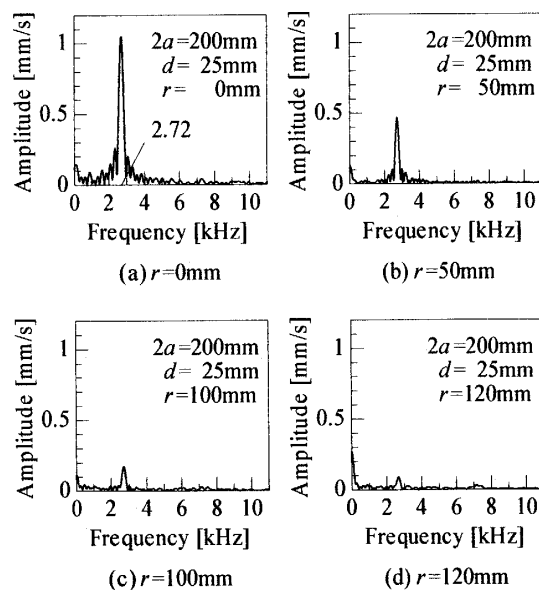 1
0.5
0
Amplitude [mm/s]
2a=200mm
d= 25mm
r= 0mm
2.72
0 2 4 6 8 10
Frequency [kHz]
(a) r=0mm
1
0.5
0
Amplitude [mm/s]
2a=200mm
d= 25mm
r= 50mm
0 2 4 6 8 10
Frequency [kHz]
(b) r=50mm
1
0.5
0
Amplitude [mm/s]
2a=200mm
d= 25mm
r=100mm
0 2 4 6 8 10
Frequency [kHz]
(c) r=100mm
1
0.5
0
Amplitude [mm/s]
2a=200mm
d= 25mm
r=120mm
0 2 4 6 8 10
Frequency [kHz]
(d) r=120mm